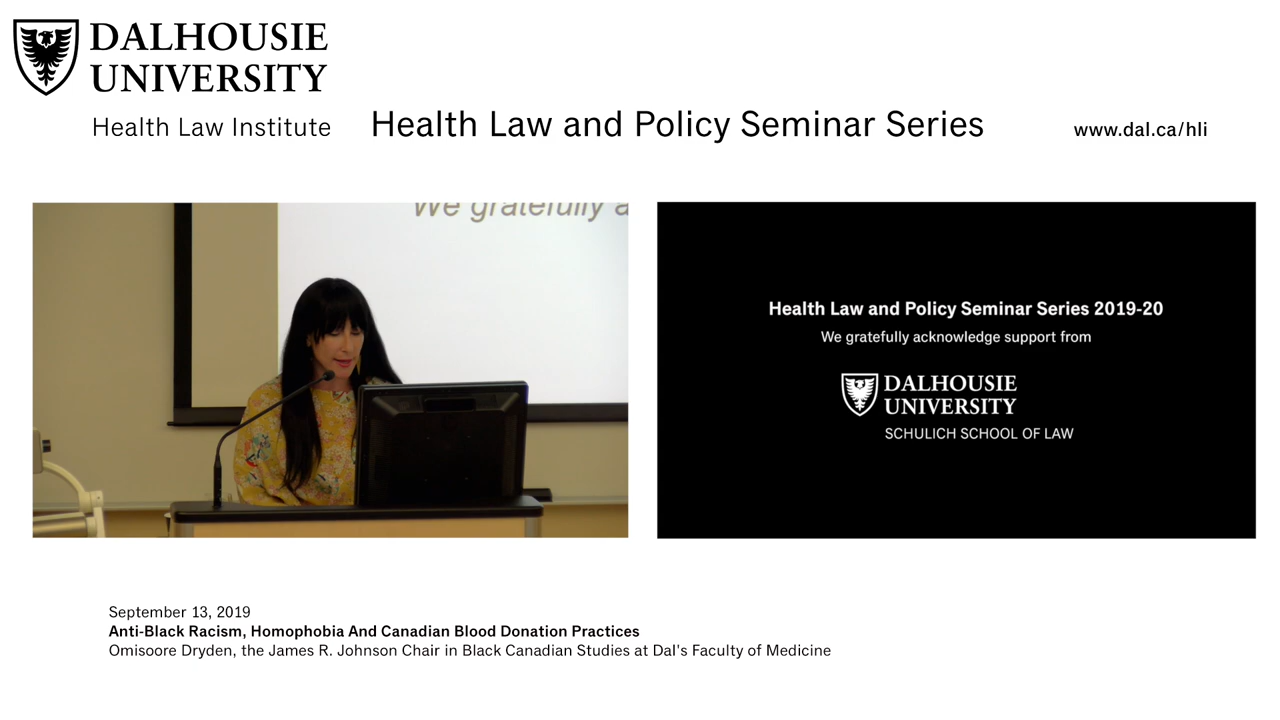 DALHOUSIE
UNIVERSITY
Health Law Institute
Health Law and Policy Seminar Series
www.dal.ca/hli
We gratefully a
Health Law and Policy Seminar Series 2019-20
We gratefully acknowledge support from
DALHOUSIE
UNIVERSITY
SCHULICH SCHOOL OF LAW
September 13, 2019
Anti-Black Racism, Homophobia And Canadian Blood Donation Practices
Omisoore Dryden, the James R. Johnson Chair in Black Canadian Studies at Dal's Faculty of Medicine